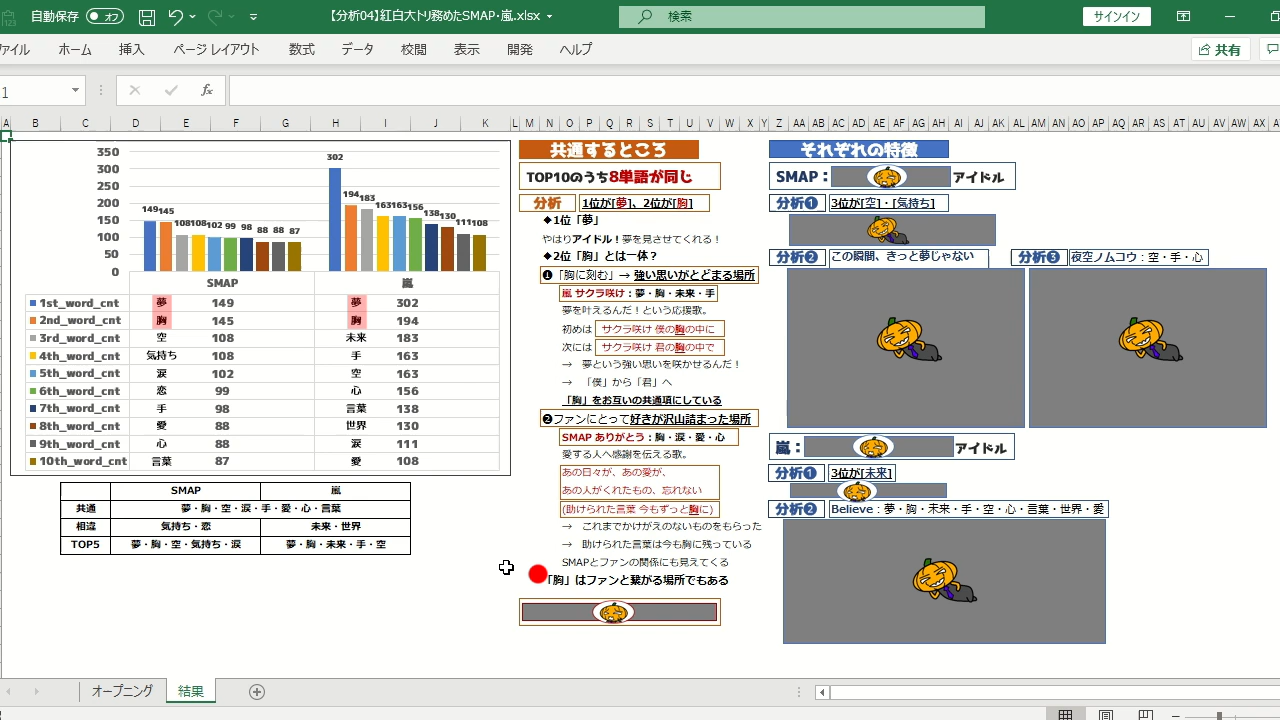 自動保存 オフ
【分析04】紅白大トリ務めたSMAP・嵐.xlsx
検索
サインイン
ァイル ホーム 挿入 ページ レイアウト 数式 データ 校閲 表示 開発 ヘルプ
共有
1
fx
A B C D E F G H I J K L M N O P Q R S T U V W X Y Z AA AB AC AD AE AF AG AH AI AJ AK AL AM AN AO AP AQ AR AS AT AU AV AW AX
350
300
250
200
150
100
50
0
149 145 108 108 102 99 98 88 88 87
302 194 183 163 163 156 138 130 111 108
SMAP 嵐
1st_word_cnt 夢 149 夢 302
2nd_word_cnt 胸 145 胸 194
3rd_word_cnt 空 108 未来 183
4th_word_cnt 気持ち 108 手 163
5th_word_cnt 涙 102 空 163
6th_word_cnt 恋 99 心 156
7th_word_cnt 手 98 言葉 138
8th_word_cnt 愛 88 世界 130
9th_word_cnt 心 88 涙 111
10th_word_cnt 言葉 87 愛 108
SMAP 嵐
共通 夢・胸・空・涙・手・愛・心・言葉
相違 気持ち・恋 未来・世界
TOP5 夢・胸・空・気持ち・涙 夢・胸・未来・手・空
共通するところ
TOP10のうち8単語が同じ
分析 1位が[夢]、2位が[胸]
◆1位「夢」
やはりアイドル！夢を見させてくれる！
◆2位「胸」とは一体？
❶「胸に刻む」→ 強い思いがとどまる場所
嵐 サクラ咲け：夢・胸・未来・手
夢を叶えるんだ！という応援歌。
初めは サクラ咲け 僕の胸の中に
次には サクラ咲け 君の胸の中で
→ 夢という強い思いを咲かせるんだ！
→ 「僕」から「君」へ
「胸」をお互いの共通項にしている
❷ファンにとって好きが沢山詰まった場所
SMAP ありがとう：胸・涙・愛・心
愛する人へ感謝を伝える歌。
あの日々が、あの愛が、
あの人がくれたもの、忘れない
(助けられた言葉 今もずっと胸に)
→ これまでかけがえのないものをもらった
→ 助けられた言葉は今も胸に残っている
SMAPとファンの関係にも見えてくる
「胸」はファンと繋がる場所でもある
それぞれの特徴
SMAP： アイドル
分析❶ 3位が[空]・[気持ち]
分析❷ この瞬間、きっと夢じゃない
分析❸ 夜空ノムコウ：空・手・心
嵐： アイドル
分析❶ 3位が[未来]
分析❷ Believe：夢・胸・未来・手・空・心・言葉・世界・愛
オープニング 結果